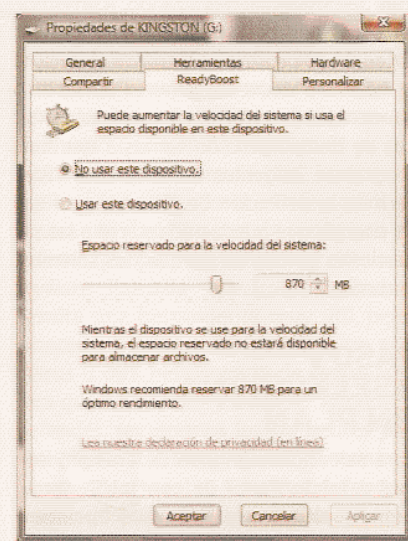 Propiedades de KINGSTON (G:)
General Herramientas Hardware
Compartir ReadyBoost Personalizar
Puede aumentar la velocidad del sistema si usa el
espacio disponible en este dispositivo.
No usar este dispositivo.
Usar este dispositivo.
Espacio reservado para la velocidad del sistema:
870 MB
Mientras el dispositivo se use para la velocidad del
sistema, el espacio reservado no estará disponible
para almacenar archivos.
Windows recomienda reservar 870 MB para un
óptimo rendimiento.
Lea nuestra declaración de privacidad (en línea)
Aceptar Cancelar Aplicar